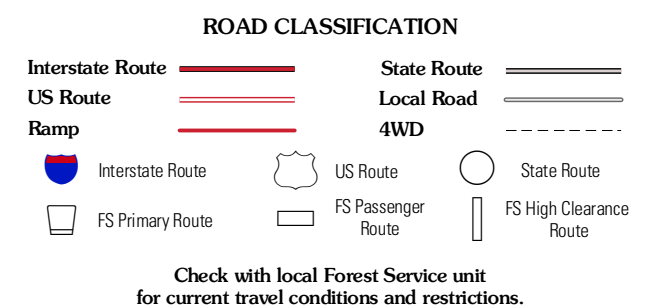 ROAD CLASSIFICATION
Interstate Route
State Route
US Route
Local Road
Ramp
4WD
Interstate Route
US Route
State Route
FS Primary Route
FS Passenger
Route
FS High Clearance
Route
Check with local Forest Service unit
for current travel conditions and restrictions.